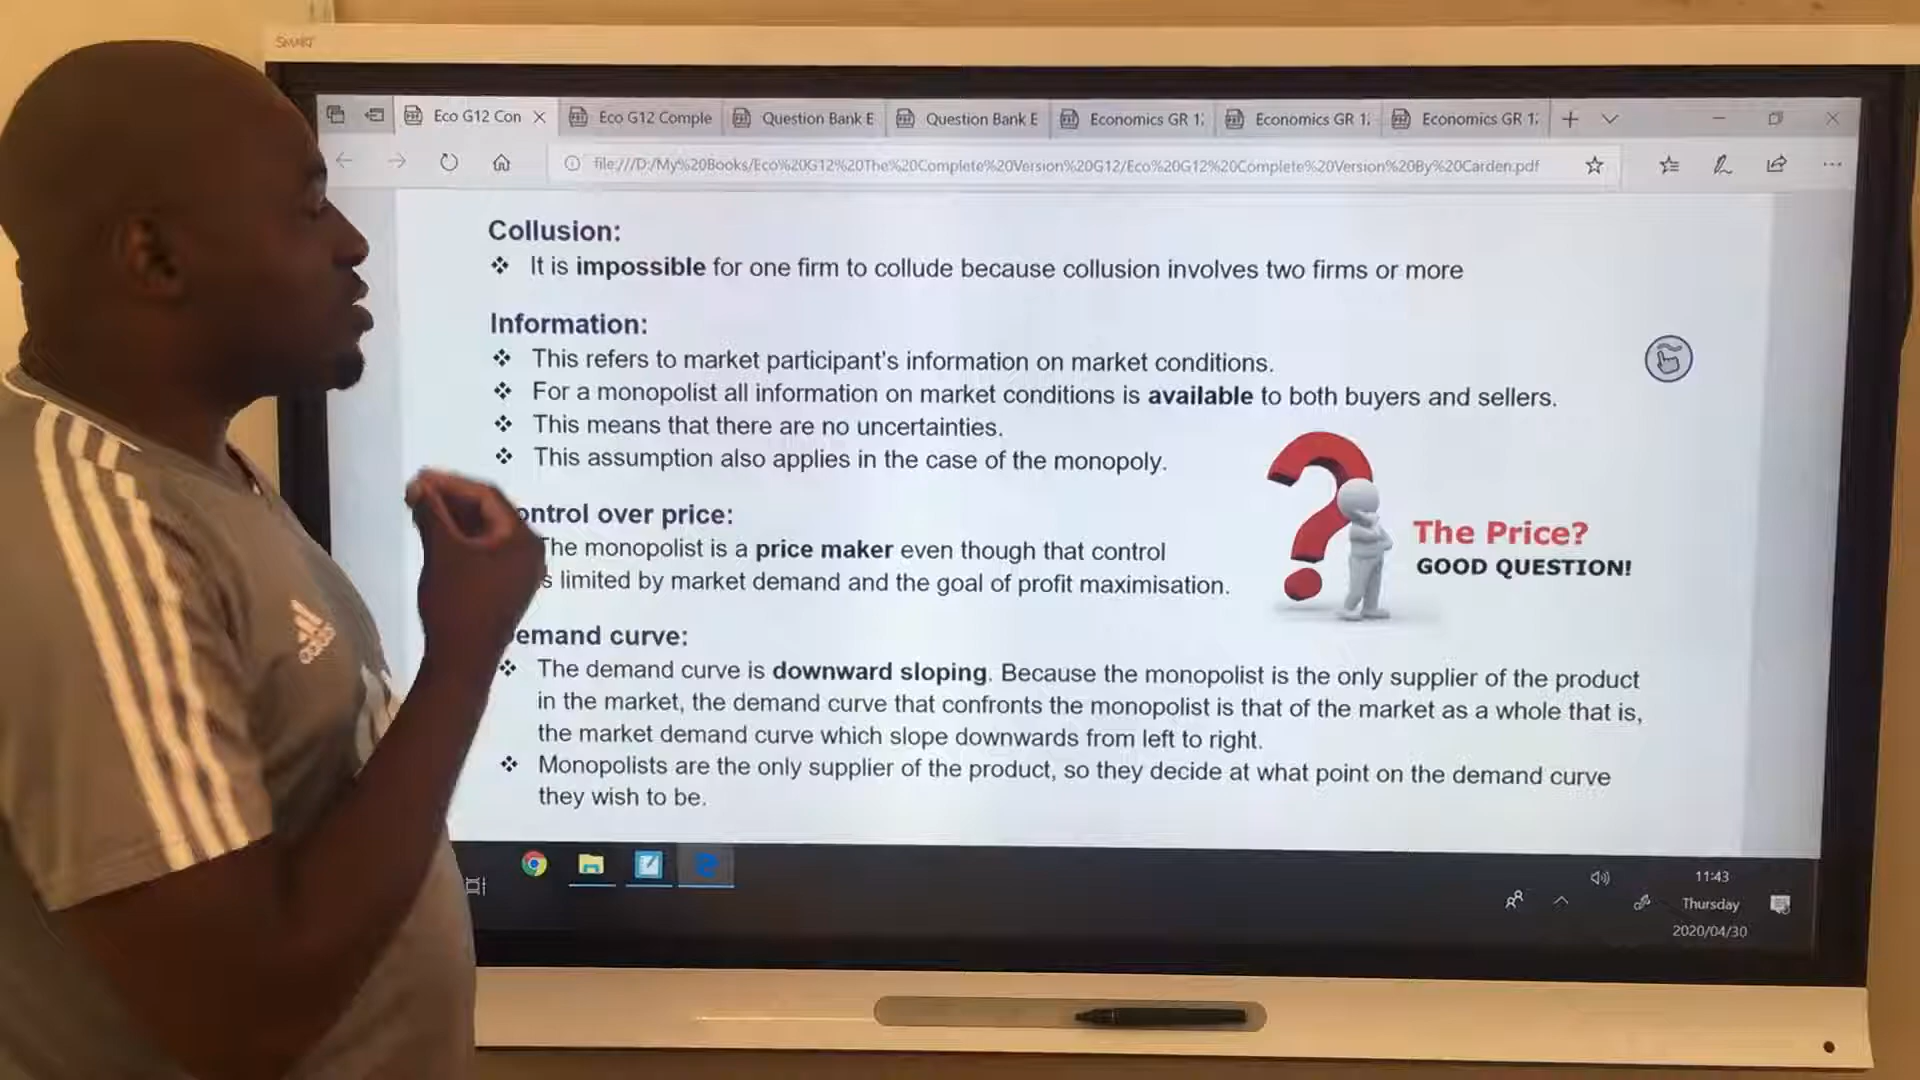 SMART
Eco G12 Con
Eco G12 Comple
Question Bank E
Question Bank E
Economics GR 1
Economics GR 1
Economics GR 1
file:///D:/My%20Books/Eco%20G12%20The%20Complete%20Version%20G12/Eco%20G12%20Complete%20Version%20By%20Carden.pdf
Collusion:
❖ It is impossible for one firm to collude because collusion involves two firms or more
Information:
❖ This refers to market participant's information on market conditions.
❖ For a monopolist all information on market conditions is available to both buyers and sellers.
❖ This means that there are no uncertainties.
❖ This assumption also applies in the case of the monopoly.
ontrol over price:
The monopolist is a price maker even though that control
s limited by market demand and the goal of profit maximisation.
The Price?
GOOD QUESTION!
emand curve:
❖ The demand curve is downward sloping. Because the monopolist is the only supplier of the product
in the market, the demand curve that confronts the monopolist is that of the market as a whole that is,
the market demand curve which slope downwards from left to right.
❖ Monopolists are the only supplier of the product, so they decide at what point on the demand curve
they wish to be.
11:43
Thursday
2020/04/30